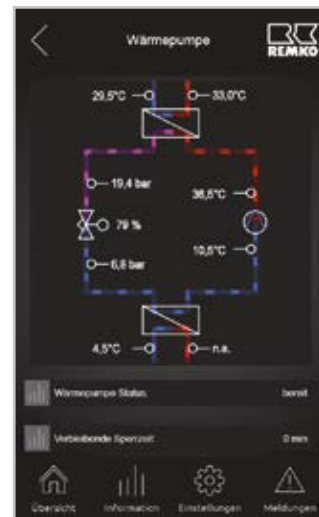 Wärmepumpe
REMKO
29,5°C
33,0°C
19,4 bar
36,5°C
79 %
10,5°C
6,8 bar
4,5°C
n.a.
Wärmepumpe Status
bereit
Verbleibende Sperrzeit
0 min
Übersicht
Information
Einstellungen
Meldungen